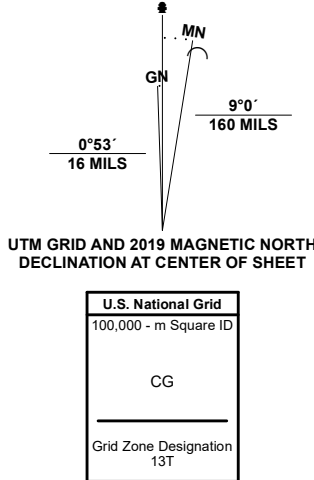 MN
GN
0°53´
16 MILS
9°0´
160 MILS
UTM GRID AND 2019 MAGNETIC NORTH
DECLINATION AT CENTER OF SHEET
U.S. National Grid
100,000 - m Square ID
CG
Grid Zone Designation
13T